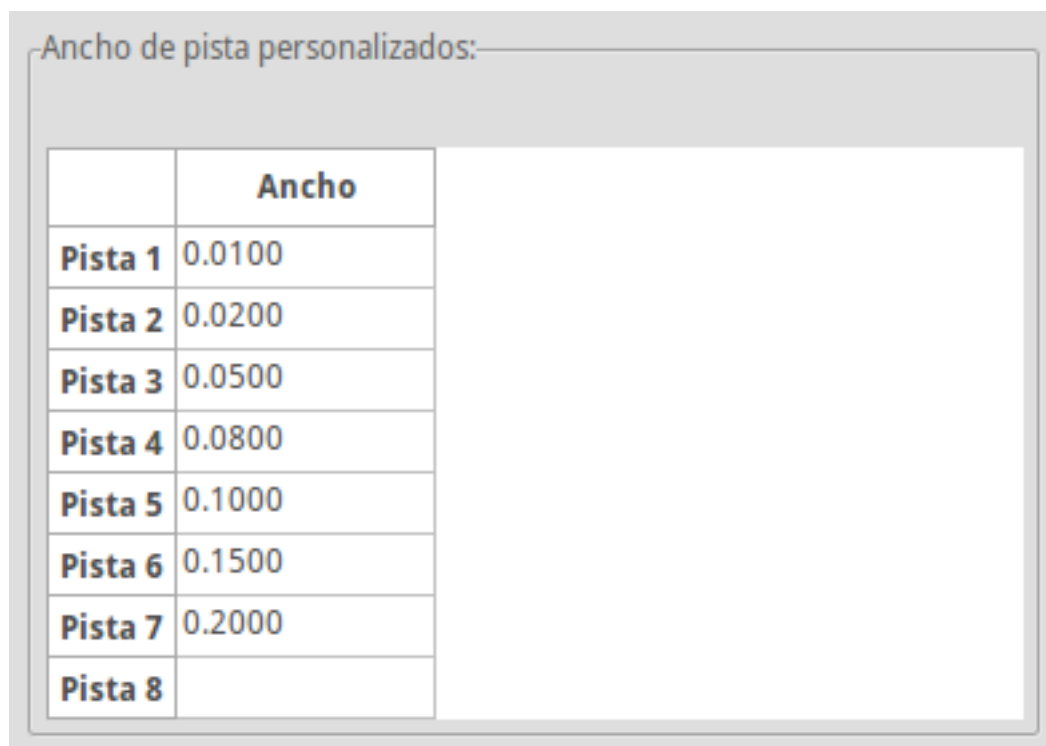 Ancho de pista personalizados:
Ancho
Pista 1 0.0100
Pista 2 0.0200
Pista 3 0.0500
Pista 4 0.0800
Pista 5 0.1000
Pista 6 0.1500
Pista 7 0.2000
Pista 8